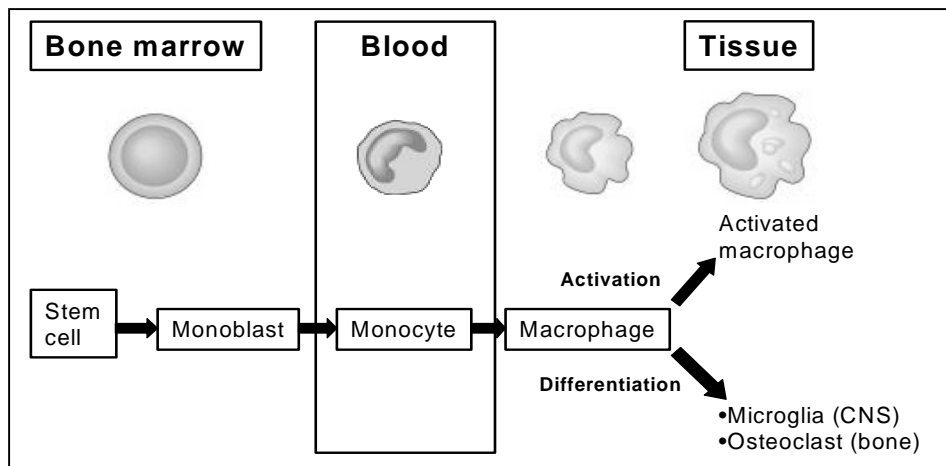 Bone marrow
Blood
Tissue
Activated
macrophage
Activation
Stem
cell
Monoblast
Monocyte
Macrophage
Differentiation
•Microglia (CNS)
•Osteoclast (bone)